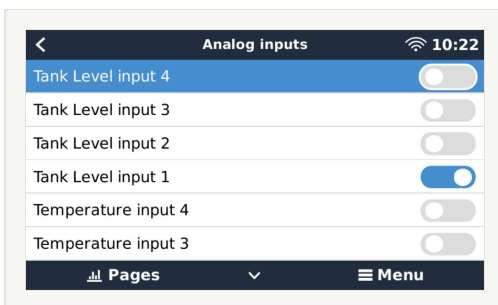 Analog inputs 10:22
Tank Level input 4
Tank Level input 3
Tank Level input 2
Tank Level input 1
Temperature input 4
Temperature input 3
Pages Menu